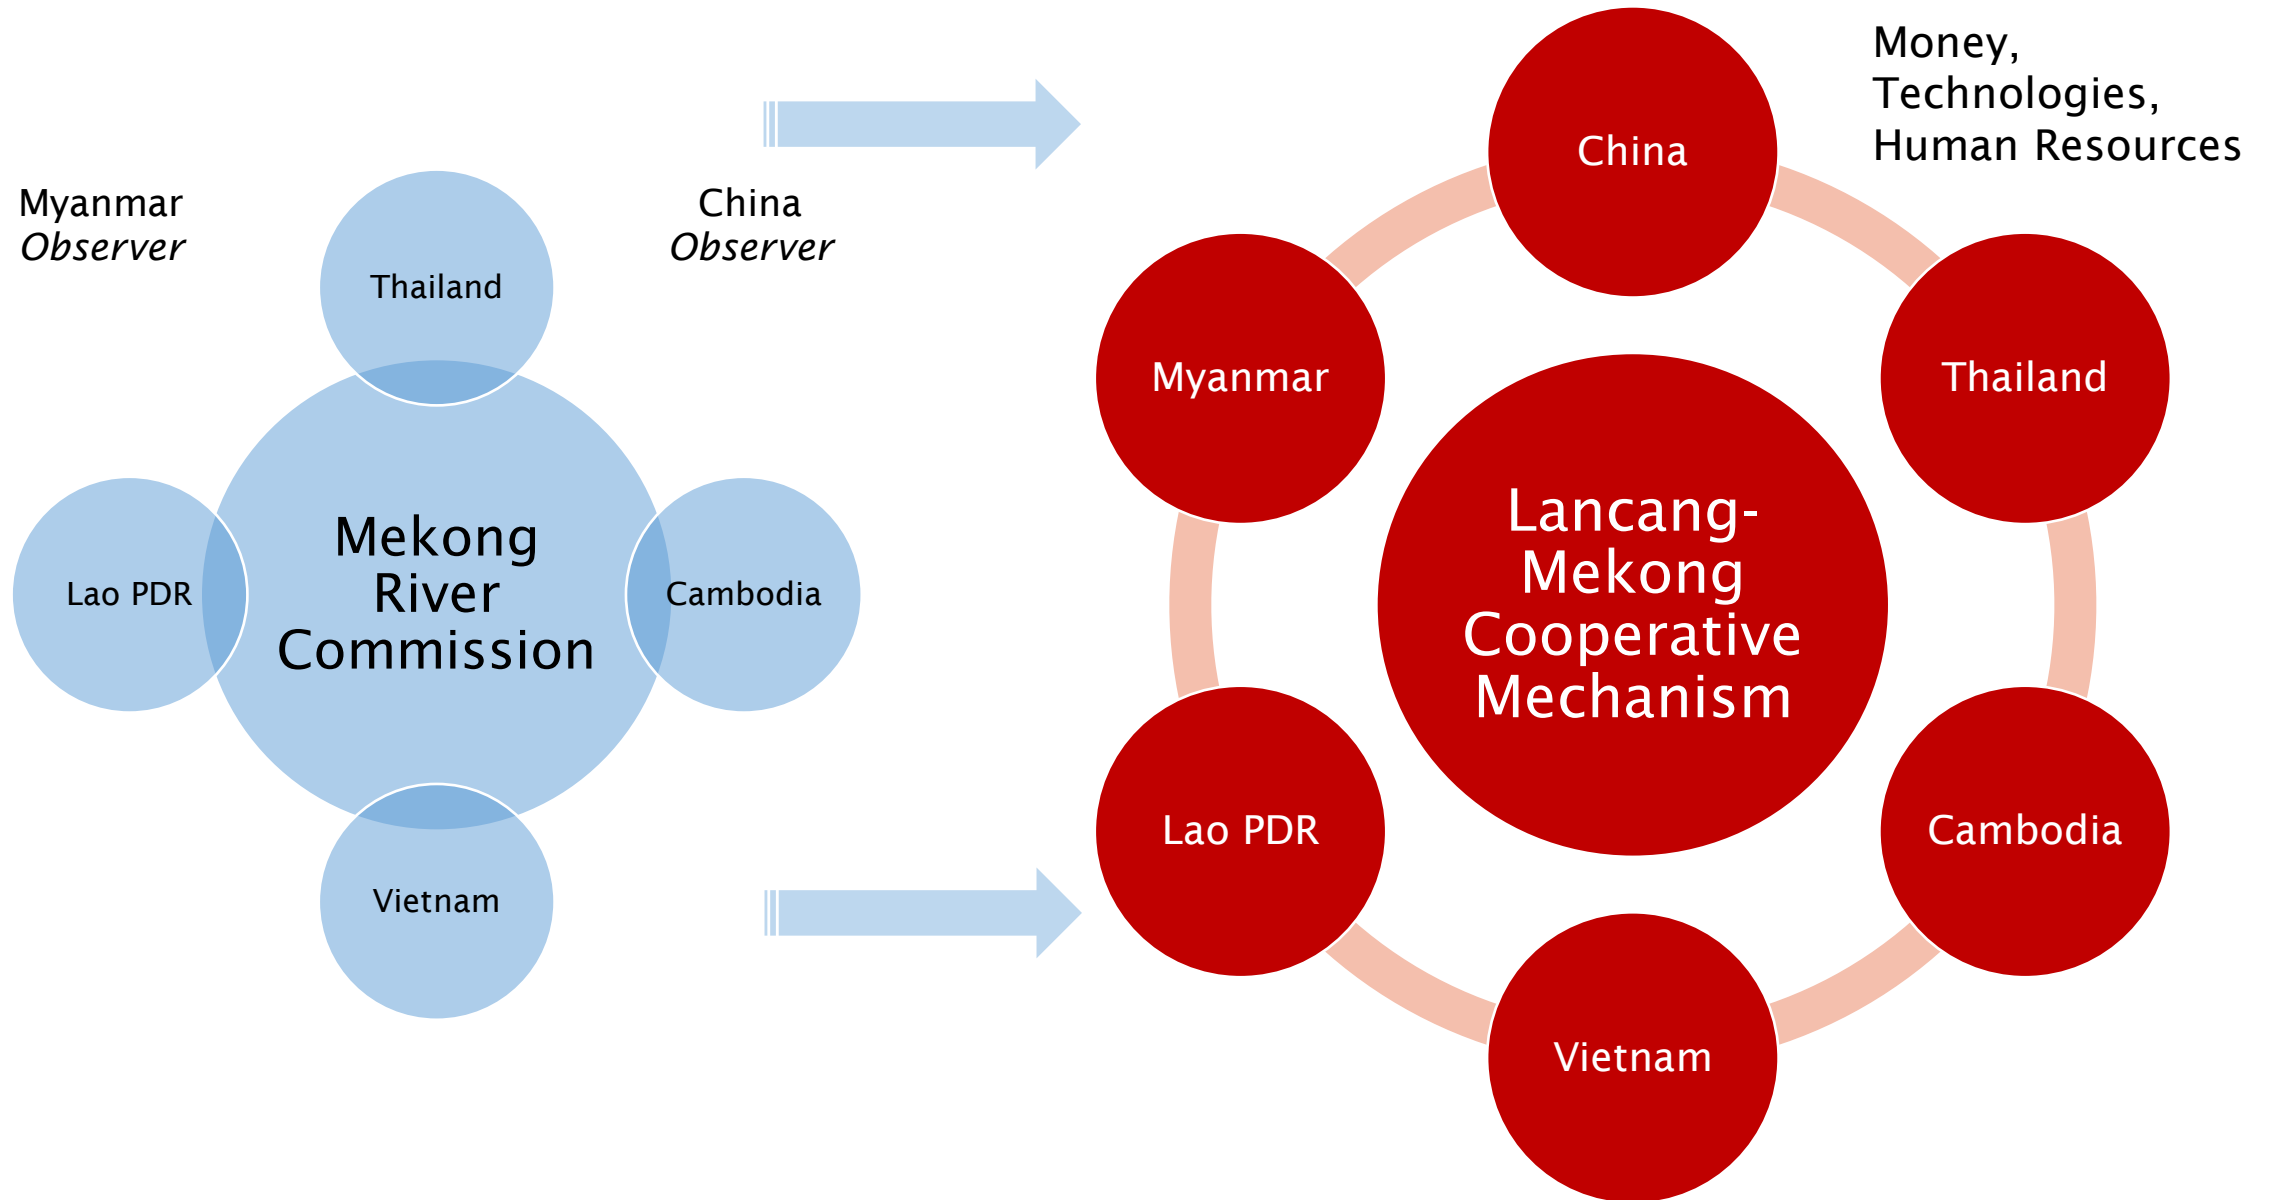 Myanmar
Observer
China
Observer
Thailand
Lao PDR
Mekong
River
Commission
Cambodia
Vietnam
Money,
Technologies,
Human Resources
China
Myanmar
Thailand
Lancang-
Mekong
Cooperative
Mechanism
Lao PDR
Cambodia
Vietnam